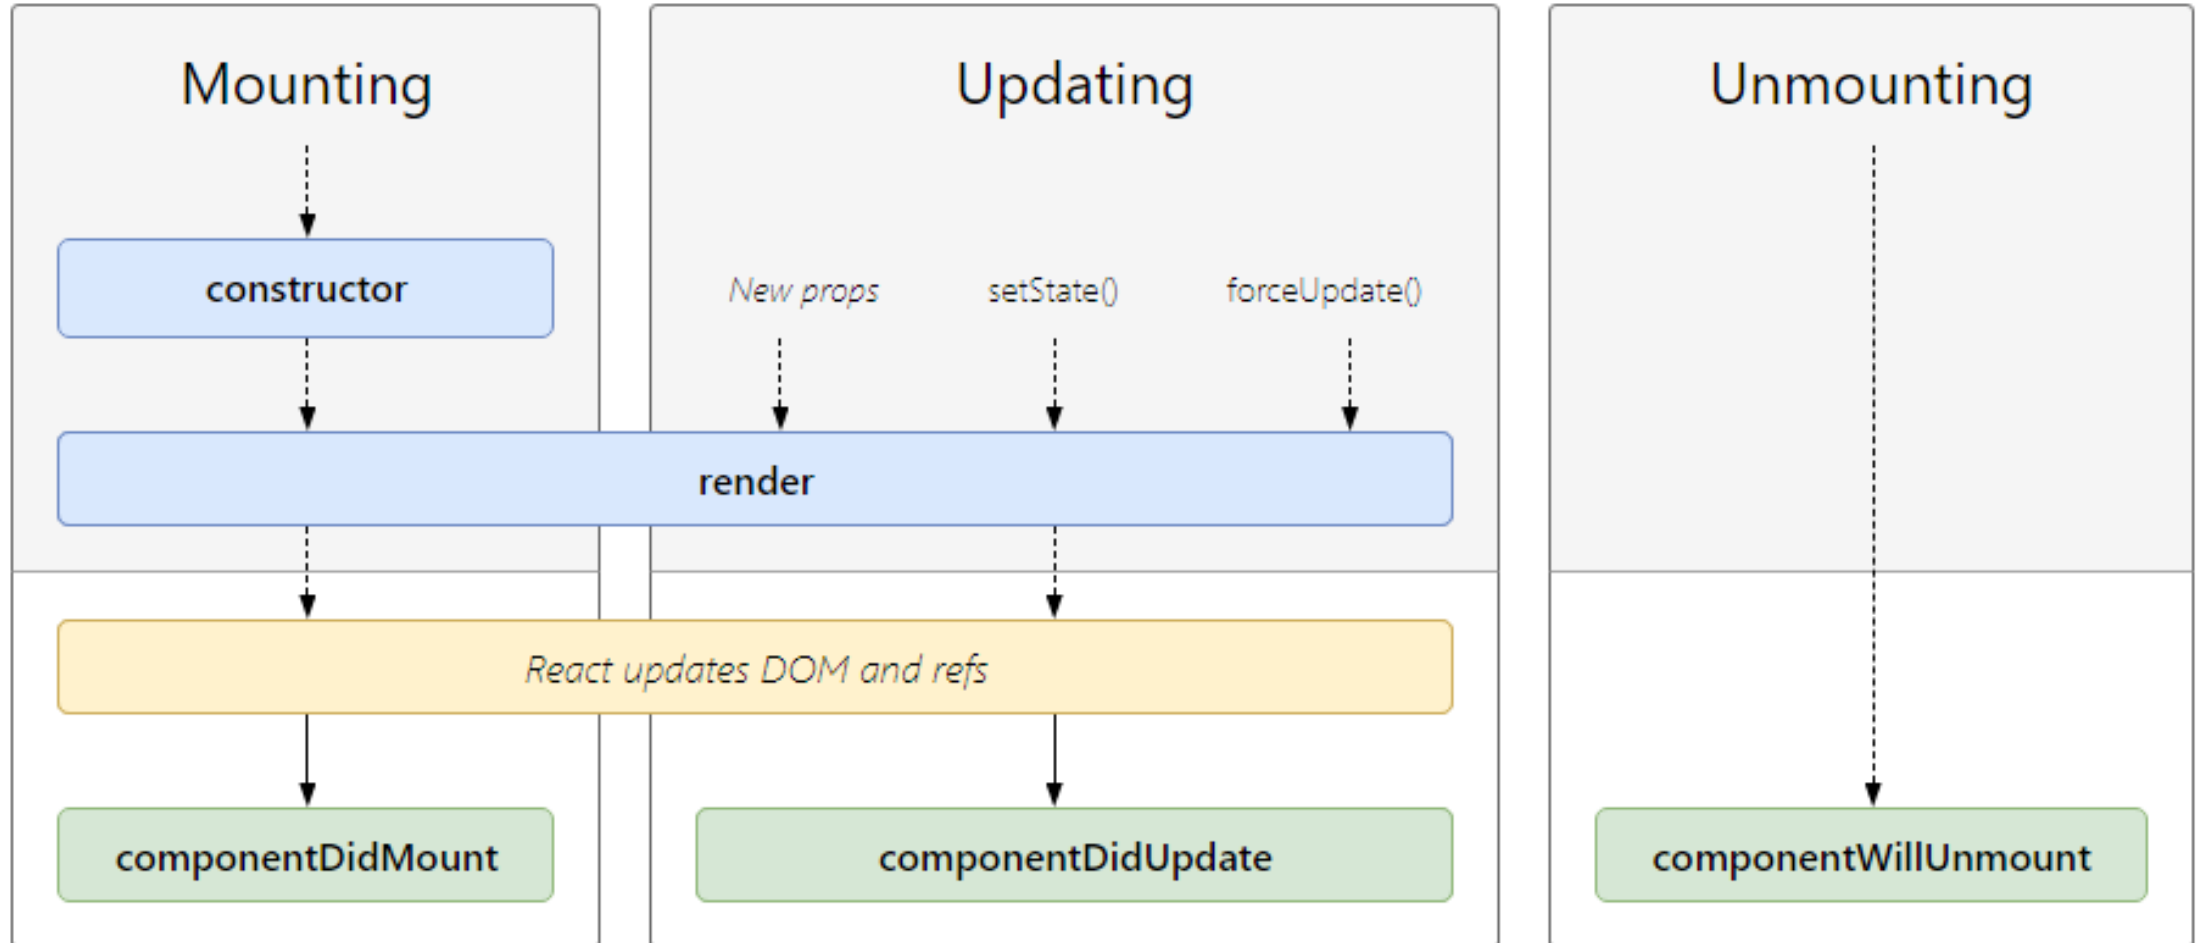 Mounting
Updating
Unmounting
constructor
New props
setState()
forceUpdate()
render
React updates DOM and refs
componentDidMount
componentDidUpdate
componentWillUnmount